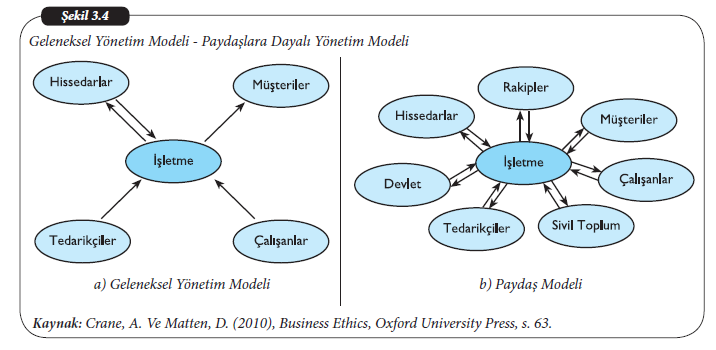 Şekil 3.4
Geleneksel Yönetim Modeli - Paydaşlara Dayalı Yönetim Modeli
Hissedarlar
Müşteriler
İşletme
Tedarikçiler
Çalışanlar
a) Geleneksel Yönetim Modeli
Rakipler
Hissedarlar
Müşteriler
İşletme
Devlet
Çalışanlar
Tedarikçiler
Sivil Toplum
b) Paydaş Modeli
Kaynak: Crane, A. Ve Matten, D. (2010), Business Ethics, Oxford University Press, s. 63.